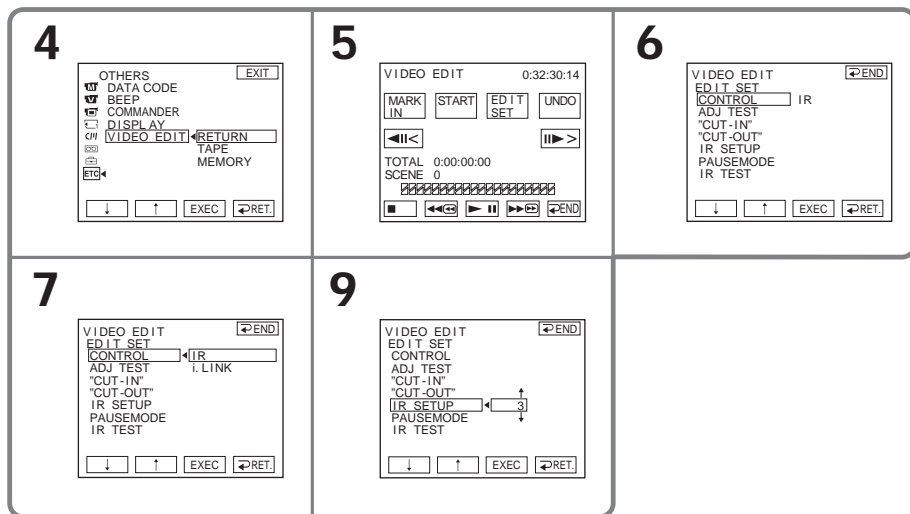 4
OTHERS EXIT
DATA CODE
BEEP
COMMANDER
DISPLAY
VIDEO EDIT RETURN
TAPE
MEMORY
ETC
↓ ↑ EXEC RET.
5
VIDEO EDIT 0:32:30:14
MARK IN START EDIT SET UNDO
TOTAL 0:00:00:00
SCENE 0
END
6
VIDEO EDIT END
EDIT SET
CONTROL IR
ADJ TEST
"CUT-IN"
"CUT-OUT"
IR SETUP
PAUSEMODE
IR TEST
↓ ↑ EXEC RET.
7
VIDEO EDIT END
EDIT SET
CONTROL IR
ADJ TEST i.LINK
"CUT-IN"
"CUT-OUT"
IR SETUP
PAUSEMODE
IR TEST
↓ ↑ EXEC RET.
9
VIDEO EDIT END
EDIT SET
CONTROL
ADJ TEST
"CUT-IN"
"CUT-OUT"
IR SETUP 3
PAUSEMODE
IR TEST
↓ ↑ EXEC RET.